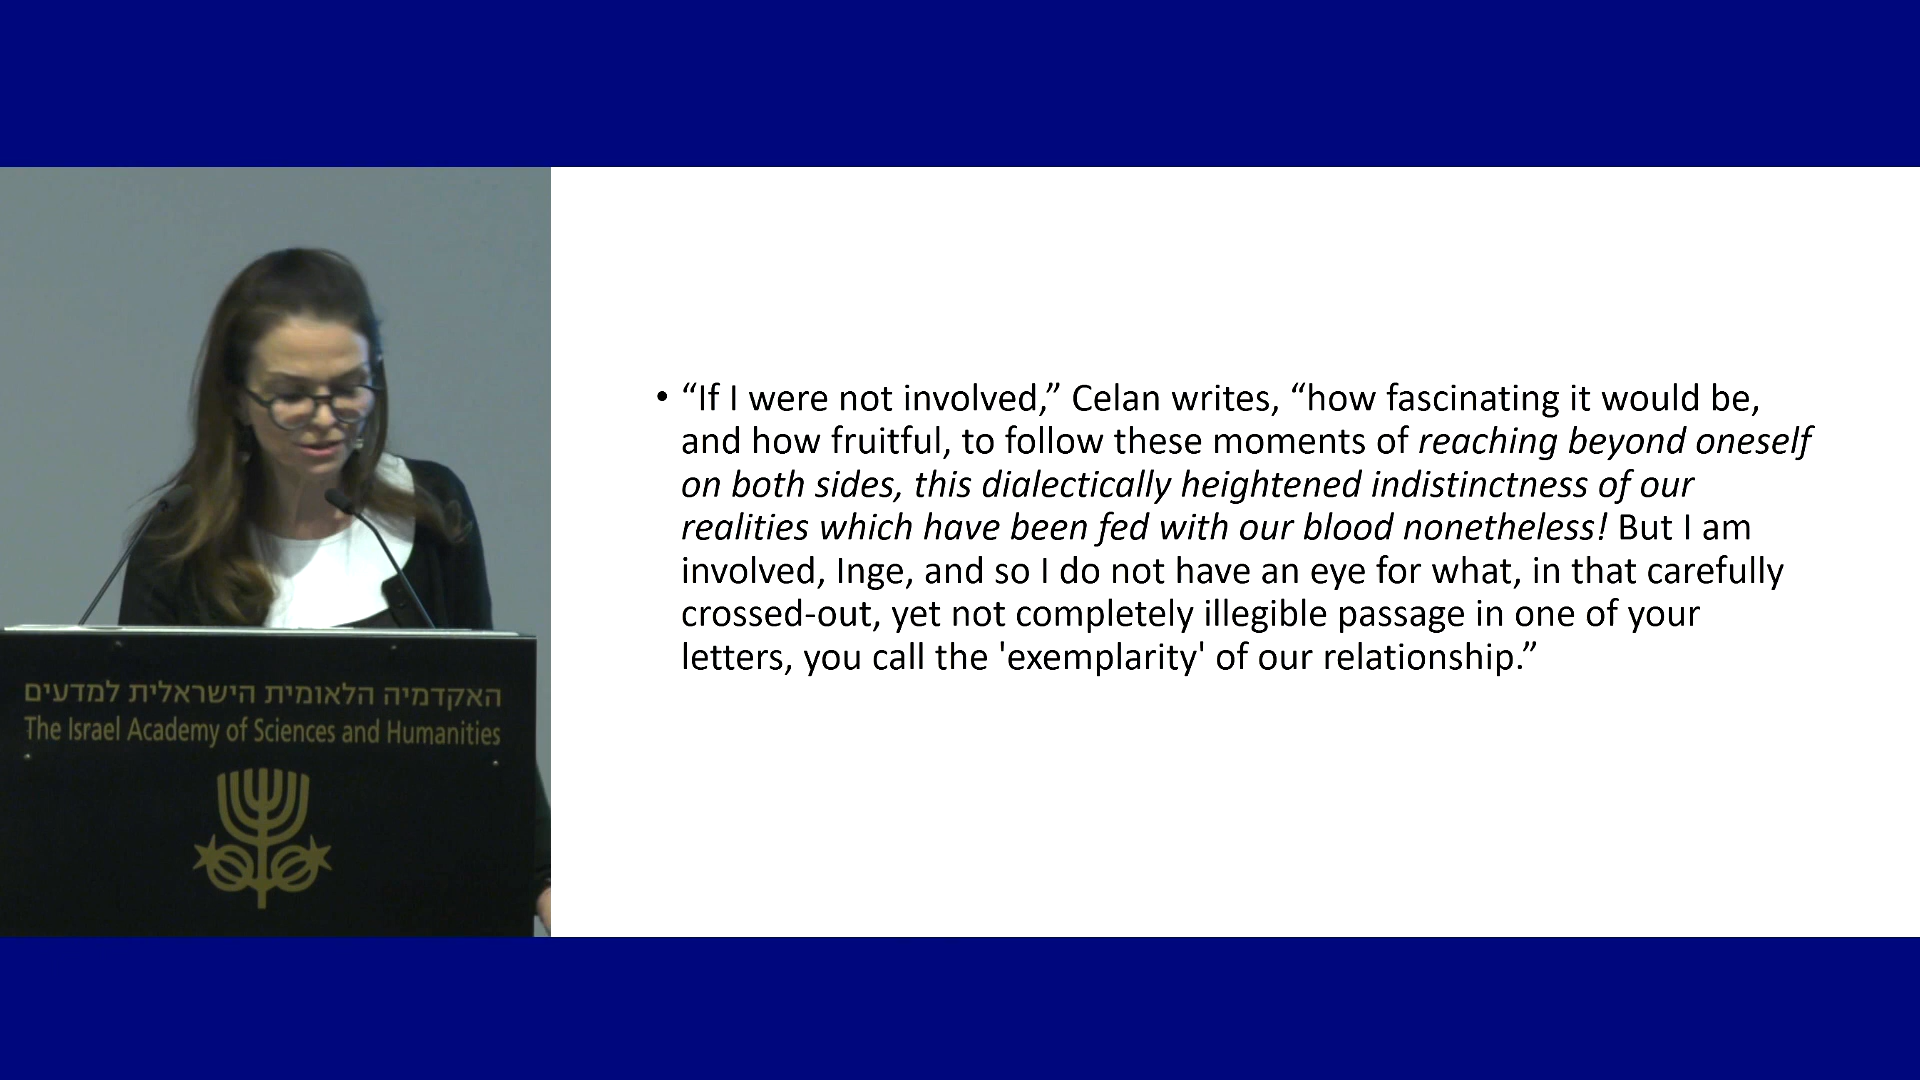 • “If I were not involved,” Celan writes, “how fascinating it would be,
and how fruitful, to follow these moments of reaching beyond oneself
on both sides, this dialectically heightened indistinctness of our
realities which have been fed with our blood nonetheless! But I am
involved, Inge, and so I do not have an eye for what, in that carefully
crossed-out, yet not completely illegible passage in one of your
letters, you call the 'exemplarity' of our relationship.”
האקדמיה הלאומית הישראלית למדעים
The Israel Academy of Sciences and Humanities